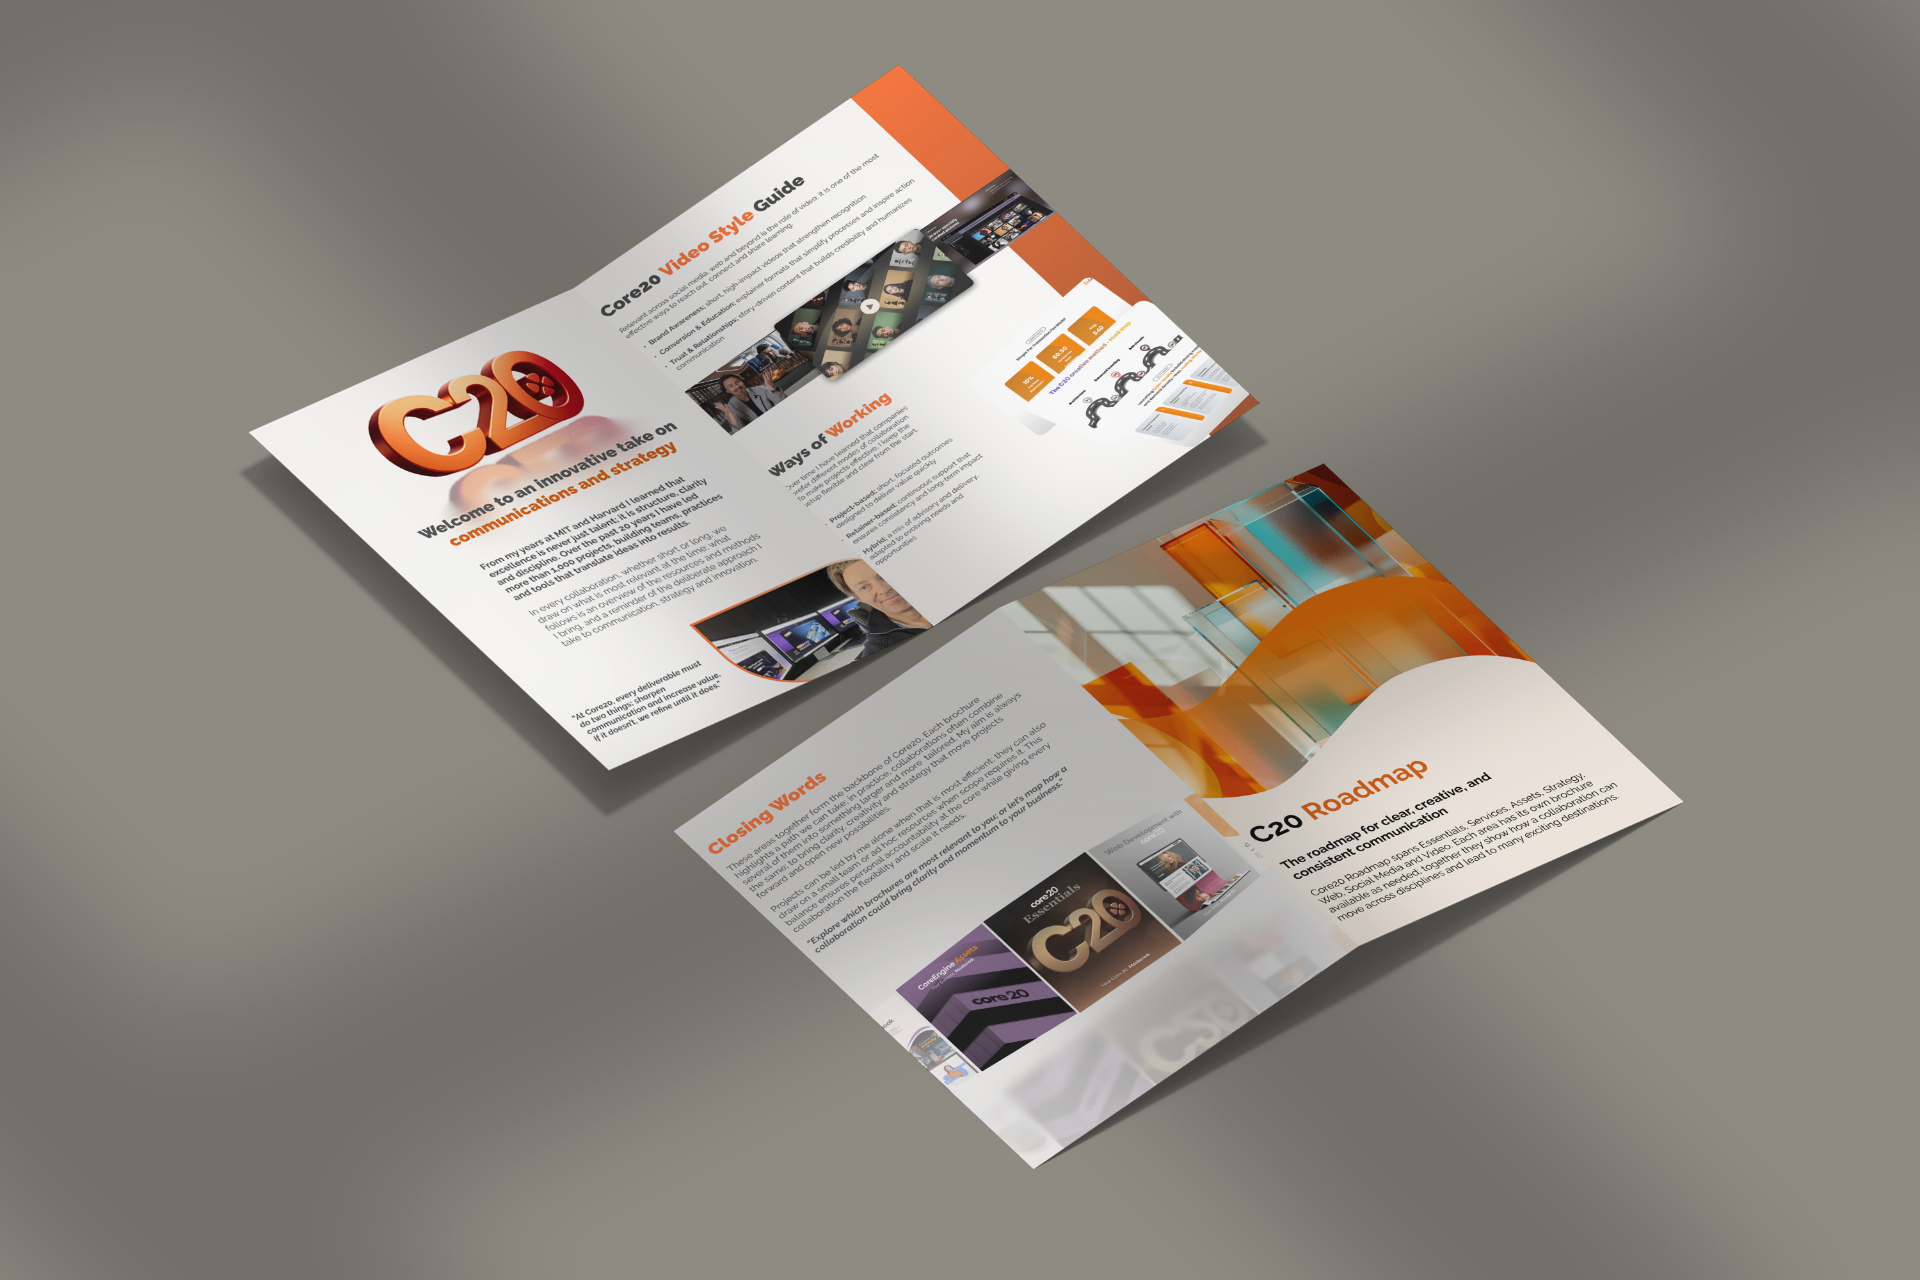 C20
Welcome to an innovative take on
communications and strategy
From my years at MIT and Harvard I learned that
excellence is never just talent; it is structure, clarity
and discipline. Over the past 20 years I have led
more than 1,000 projects, building teams, practices
and tools that translate ideas into results.
In every collaboration, whether short or long, we
draw on what is most relevant at the time; what
follows is an overview of the resources and methods
I bring, and a reminder of the deliberate approach I
take to communication, strategy and innovation.
"At Core20, every deliverable must
do two things: sharpen
communication and increase value.
If it doesn't, we refine until it does."
Core20 Video Style Guide
Relevant across social media, web and beyond is the role of video: it is one of the most
effective ways to reach out, connect and share learning.
• Brand Awareness: short, high-impact videos that strengthen recognition
• Conversion & Education: explainer formats that simplify processes and inspire action
• Trust & Relationships: story-driven content that builds credibility and humanizes
communication
Ways of Working
Over time I have learned that companies
prefer different modes of collaboration
To make projects effective, I keep the
setup flexible and clear from the start.
• Project-based: short, focused outcomes
designed to deliver value quickly
• Retainer-based: continuous support that
ensures consistency and long-term impact
• Hybrid: a mix of advisory and delivery,
adapted to evolving needs and
opportunities
10%
$0.50
$40
The C20 creative method - Road map
Closing Words
These areas together form the backbone of Core20. Each brochure
highlights a path we can take; in practice, collaborations often combine
several of them into something larger and more tailored. My aim is always
the same: to bring clarity, creativity and strategy that move projects
forward and open new possibilities.
Projects can be led by me alone when that is most efficient; they can also
draw on a small team or ad hoc resources when scope requires it. This
balance ensures personal accountability at the core while giving every
collaboration the flexibility and scale it needs.
"Explore which brochures are most relevant to you, or let's map how a
collaboration could bring clarity and momentum to your business."
CoreEngine Assets
core20
core20
Essentials
C20
Your Core 20. Mastered.
Web Development with
C20 Roadmap
The roadmap for clear, creative, and
consistent communication
Core20 Roadmap spans Essentials, Services, Assets, Strategy,
Web, Social Media and Video. Each area has its own brochure
available as needed, together they show how a collaboration can
move across disciplines and lead to many exciting destinations.